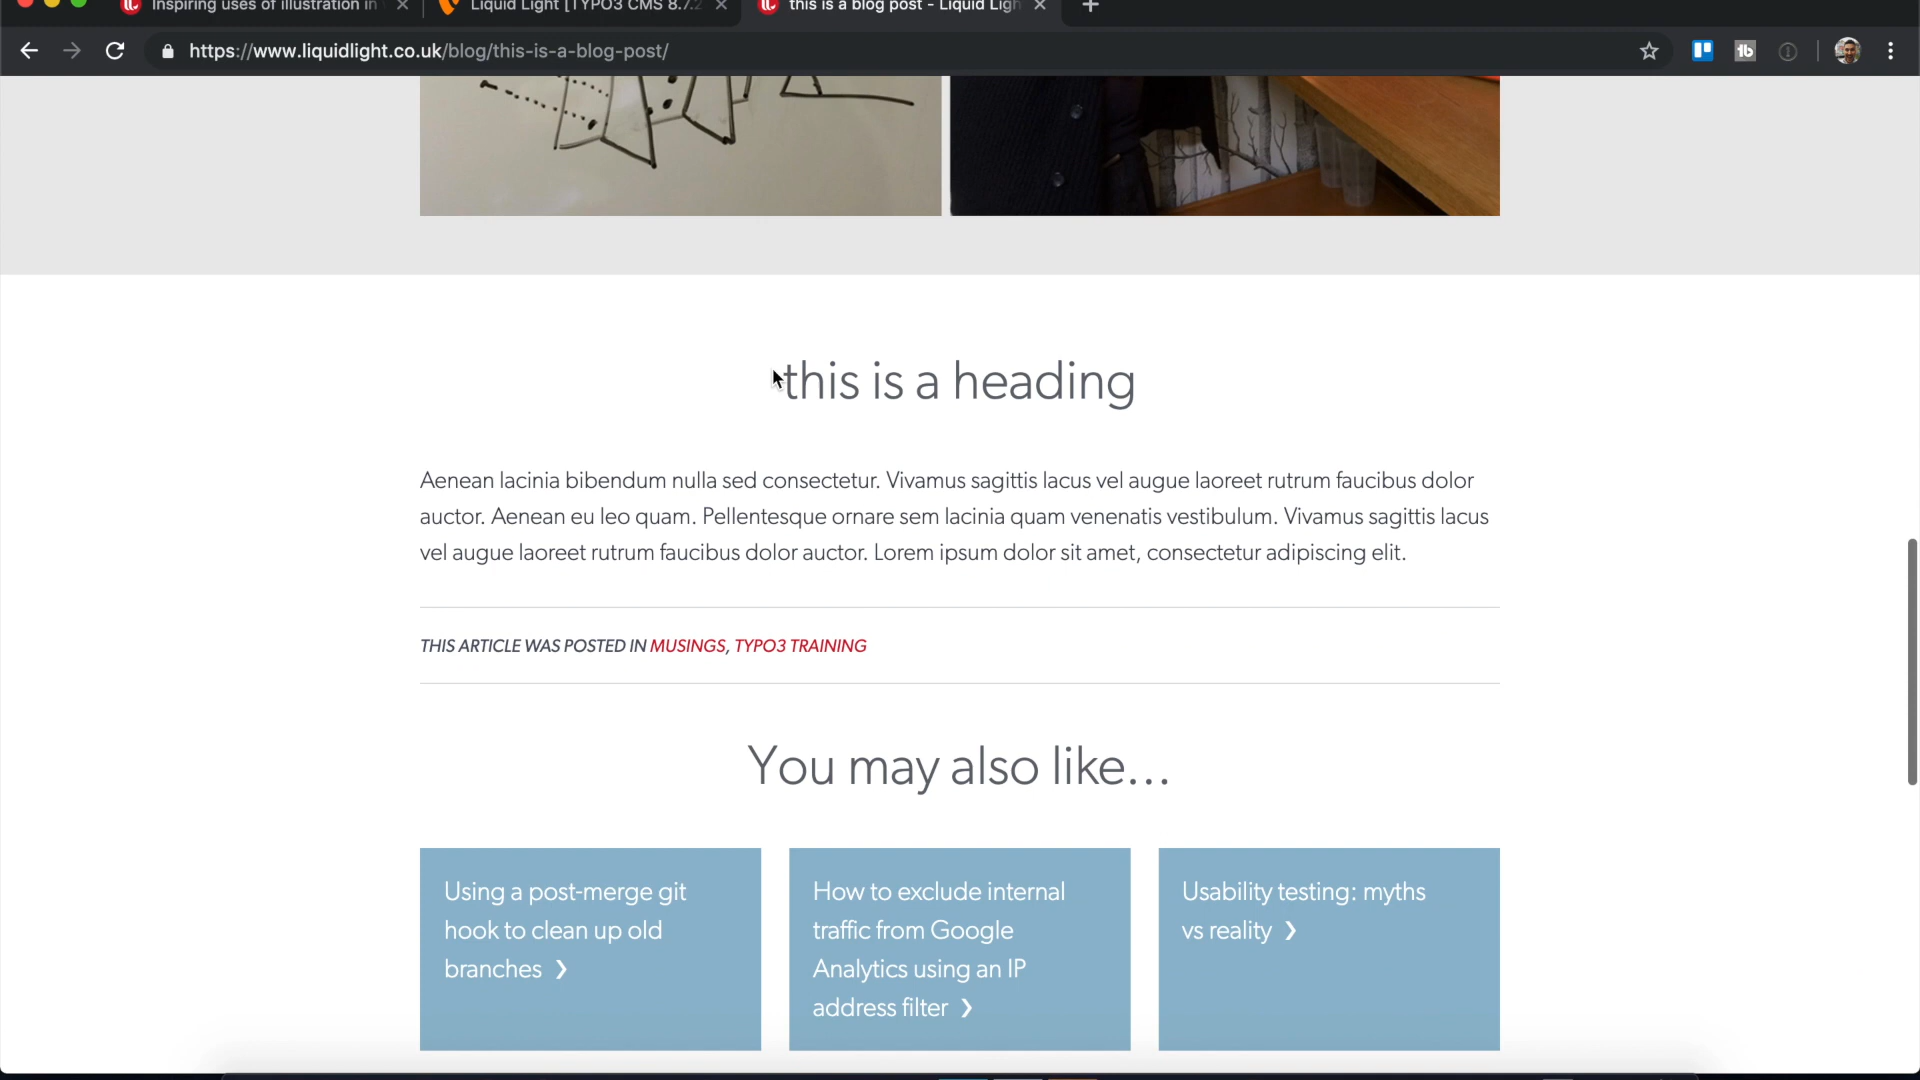 Inspiring uses of illustration in
Liquid Light [TYPO3 CMS 8.7.2
this is a blog post - Liquid Ligh
https://www.liquidlight.co.uk/blog/this-is-a-blog-post/
this is a heading
Aenean lacinia bibendum nulla sed consectetur. Vivamus sagittis lacus vel augue laoreet rutrum faucibus dolor
auctor. Aenean eu leo quam. Pellentesque ornare sem lacinia quam venenatis vestibulum. Vivamus sagittis lacus
vel augue laoreet rutrum faucibus dolor auctor. Lorem ipsum dolor sit amet, consectetur adipiscing elit.
THIS ARTICLE WAS POSTED IN MUSINGS, TYPO3 TRAINING
You may also like...
Using a post-merge git
hook to clean up old
branches ❯
How to exclude internal
traffic from Google
Analytics using an IP
address filter ❯
Usability testing: myths
vs reality ❯